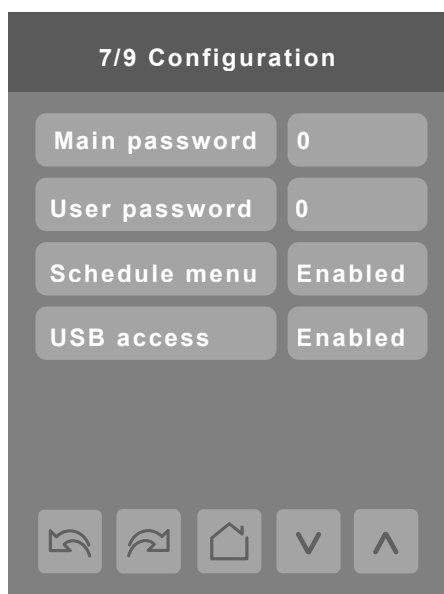 7/9 Configuration
Main password 0
User password 0
Schedule menu Enabled
USB access Enabled